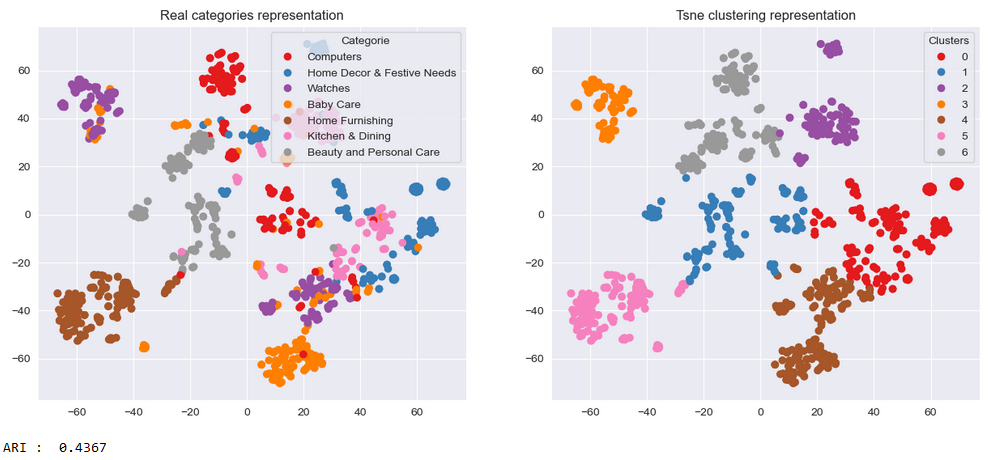 Real categories representation
Categorie
Computers
Home Decor & Festive Needs
Watches
Baby Care
Home Furnishing
Kitchen & Dining
Beauty and Personal Care
60
40
20
0
−20
−40
−60
−60 −40 −20 0 20 40 60
Tsne clustering representation
Clusters
0
1
2
3
4
5
6
60
40
20
0
−20
−40
−60
−60 −40 −20 0 20 40 60
ARI : 0.4367